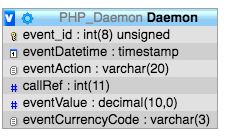 v PHP_Daemon Daemon
event_id : int(8) unsigned
eventDatetime : timestamp
eventAction : varchar(20)
# callRef : int(11)
# eventValue : decimal(10,0)
eventCurrencyCode : varchar(3)